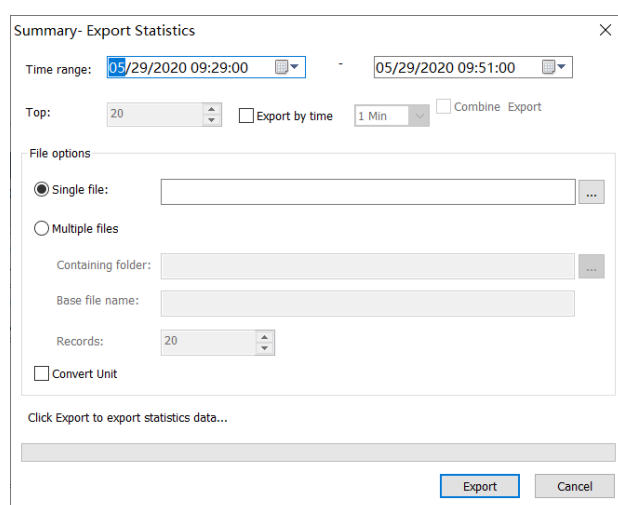 Summary- Export Statistics
Time range: 05/29/2020 09:29:00 - 05/29/2020 09:51:00
Top: 20 Export by time 1 Min Combine Export
File options
Single file: ...
Multiple files
Containing folder: ...
Base file name:
Records: 20
Convert Unit
Click Export to export statistics data...
Export Cancel